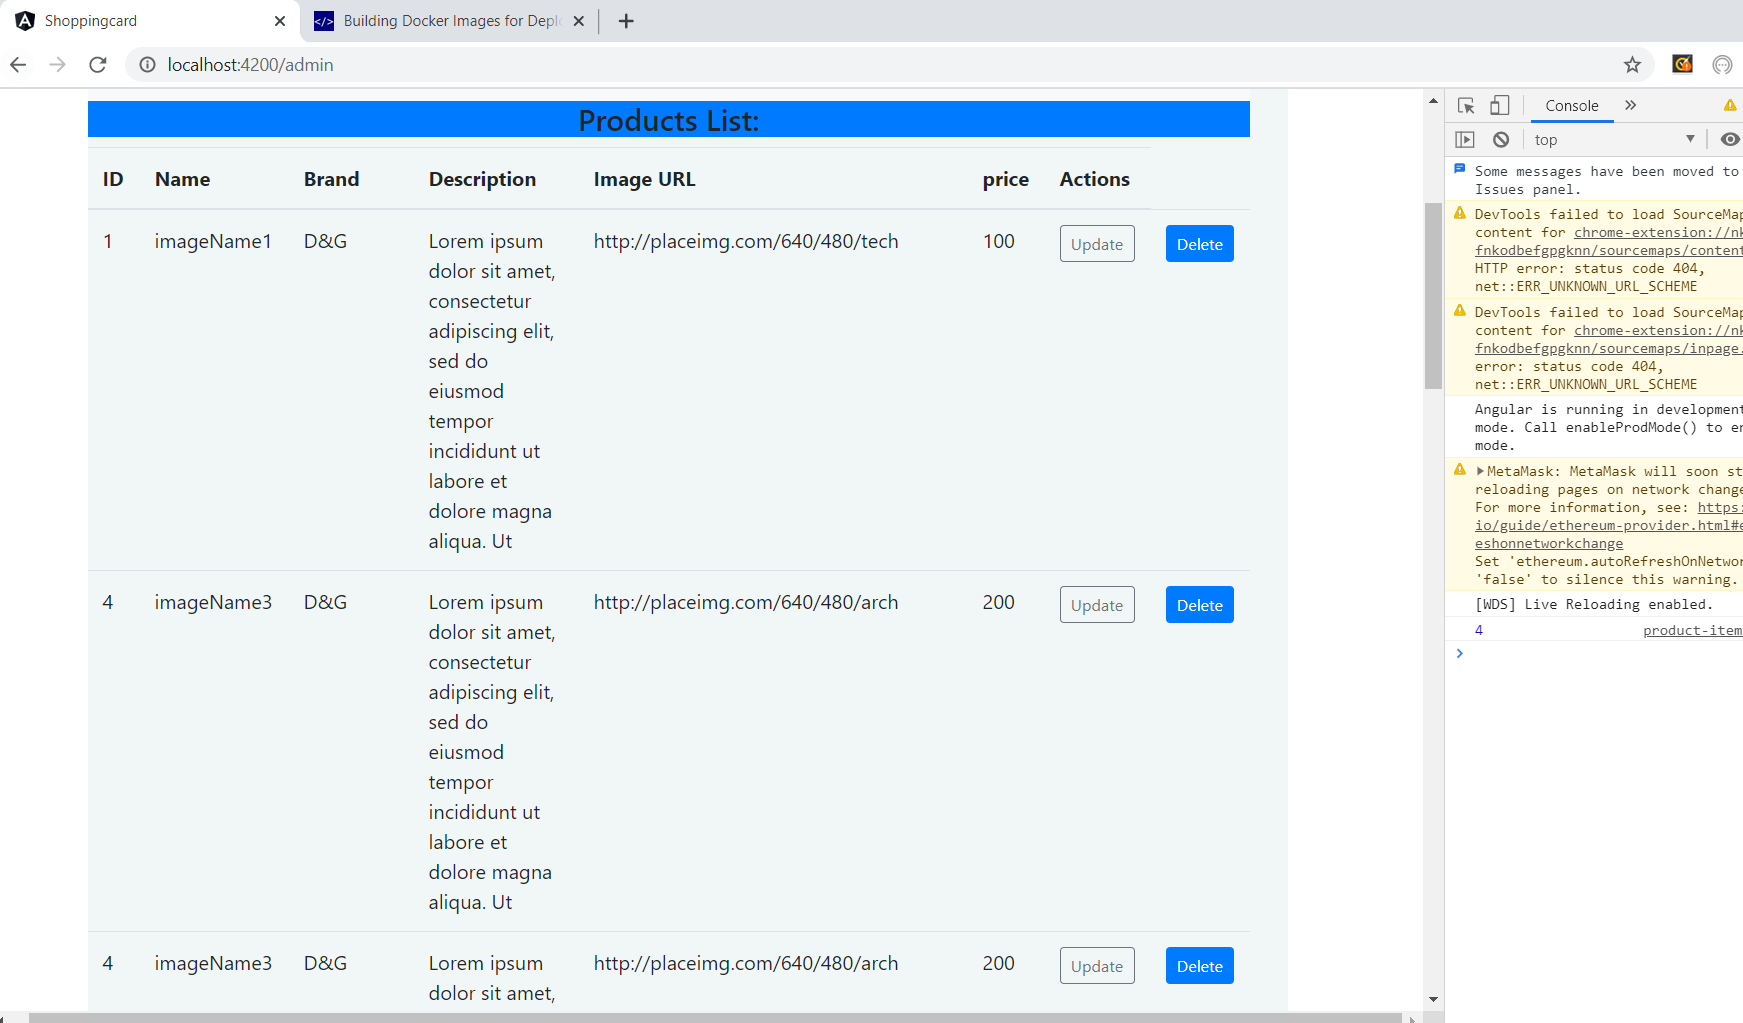 Shoppingcard
Building Docker Images for Deplo
localhost:4200/admin
Products List:
ID Name Brand Description Image URL price Actions
1 imageName1 D&G Lorem ipsum http://placeimg.com/640/480/tech 100 Update Delete
dolor sit amet,
consectetur
adipiscing elit,
sed do
eiusmod
tempor
incididunt ut
labore et
dolore magna
aliqua. Ut
4 imageName3 D&G Lorem ipsum http://placeimg.com/640/480/arch 200 Update Delete
dolor sit amet,
consectetur
adipiscing elit,
sed do
eiusmod
tempor
incididunt ut
labore et
dolore magna
aliqua. Ut
4 imageName3 D&G Lorem ipsum http://placeimg.com/640/480/arch 200 Update Delete
dolor sit amet,
Console
top
Some messages have been moved to
Issues panel.
DevTools failed to load SourceMap
content for chrome-extension://nk
fnkodbefgpgknn/sourcemaps/content
HTTP error: status code 404,
net::ERR_UNKNOWN_URL_SCHEME
DevTools failed to load SourceMap
content for chrome-extension://nk
fnkodbefgpgknn/sourcemaps/inpage.
error: status code 404,
net::ERR_UNKNOWN_URL_SCHEME
Angular is running in development
mode. Call enableProdMode() to en
mode.
MetaMask: MetaMask will soon st
reloading pages on network change
For more information, see: https:
io/guide/ethereum-provider.html#e
eshonnetworkchange
Set 'ethereum.autoRefreshOnNetwor
'false' to silence this warning.
[WDS] Live Reloading enabled.
4 product-item